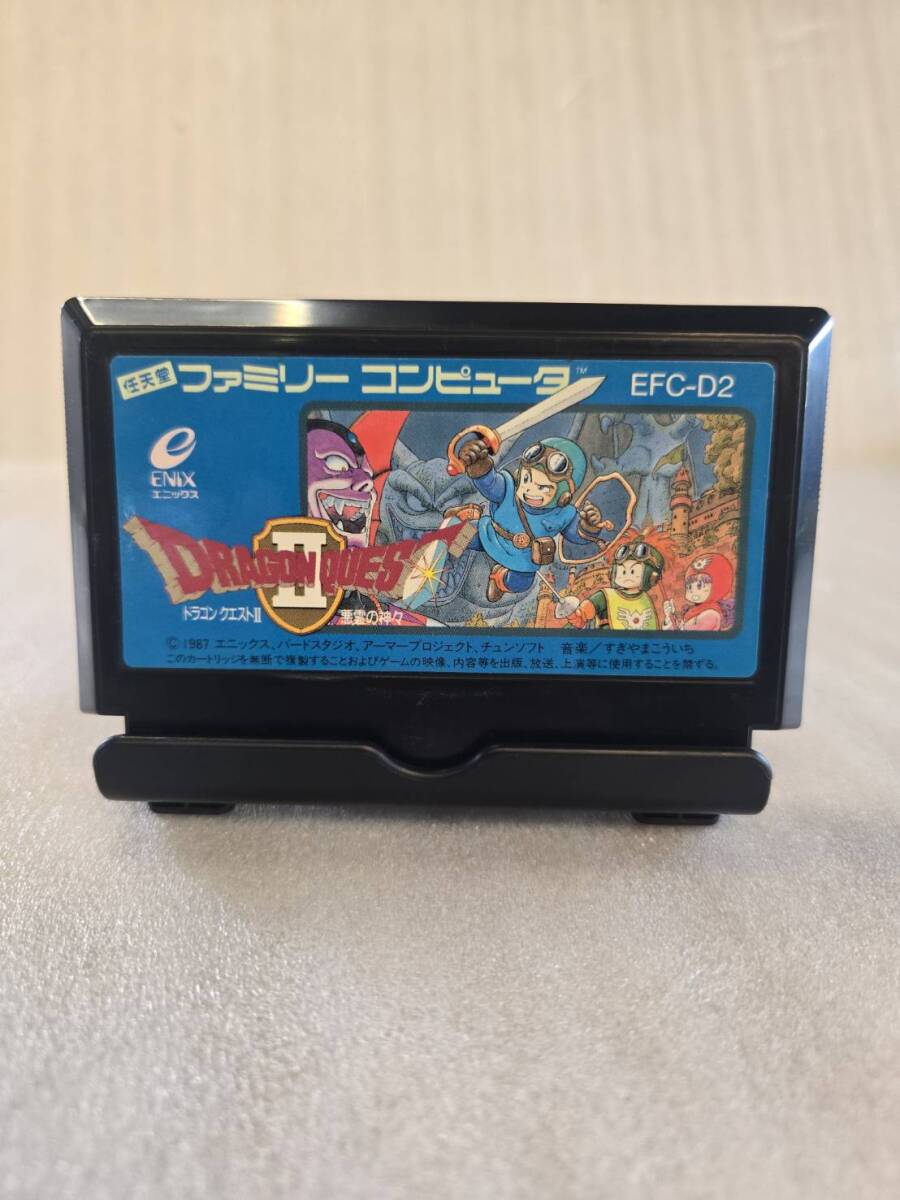 任天堂 ファミリー コンピュータ™ EFC-D2
ENIX
エニックス
DRAGON QUEST
II
ドラゴンクエストII 悪霊の神々
© 1987 エニックス、バードスタジオ、アーマープロジェクト、チュンソフト 音楽／すぎやまこういち
このカートリッジを無断で複製することおよびゲームの映像、内容等を出版、放送、上演等に使用することを禁ずる。